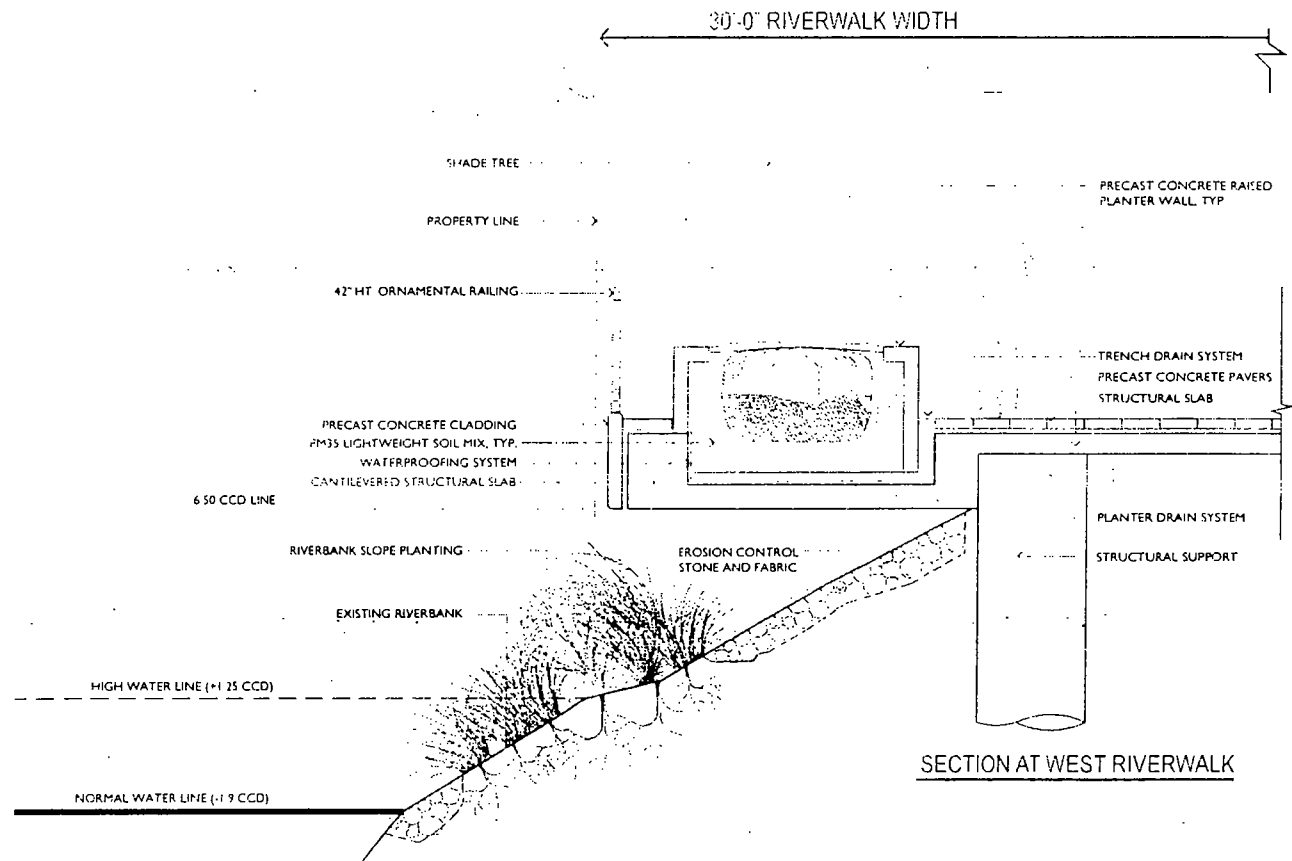 30'-0" RIVERWALK WIDTH
SHADE TREE
PRECAST CONCRETE RAISED
PLANTER WALL, TYP
PROPERTY LINE
42" HT ORNAMENTAL RAILING
TRENCH DRAIN SYSTEM
PRECAST CONCRETE PAVERS
STRUCTURAL SLAB
PRECAST CONCRETE CLADDING
PM35 LIGHTWEIGHT SOIL MIX, TYP.
WATERPROOFING SYSTEM
CANTILEVERED STRUCTURAL SLAB
6.50 CCD LINE
PLANTER DRAIN SYSTEM
RIVERBANK SLOPE PLANTING
EROSION CONTROL
STONE AND FABRIC
STRUCTURAL SUPPORT
EXISTING RIVERBANK
HIGH WATER LINE (+1.25 CCD)
SECTION AT WEST RIVERWALK
NORMAL WATER LINE (-1.9 CCD)